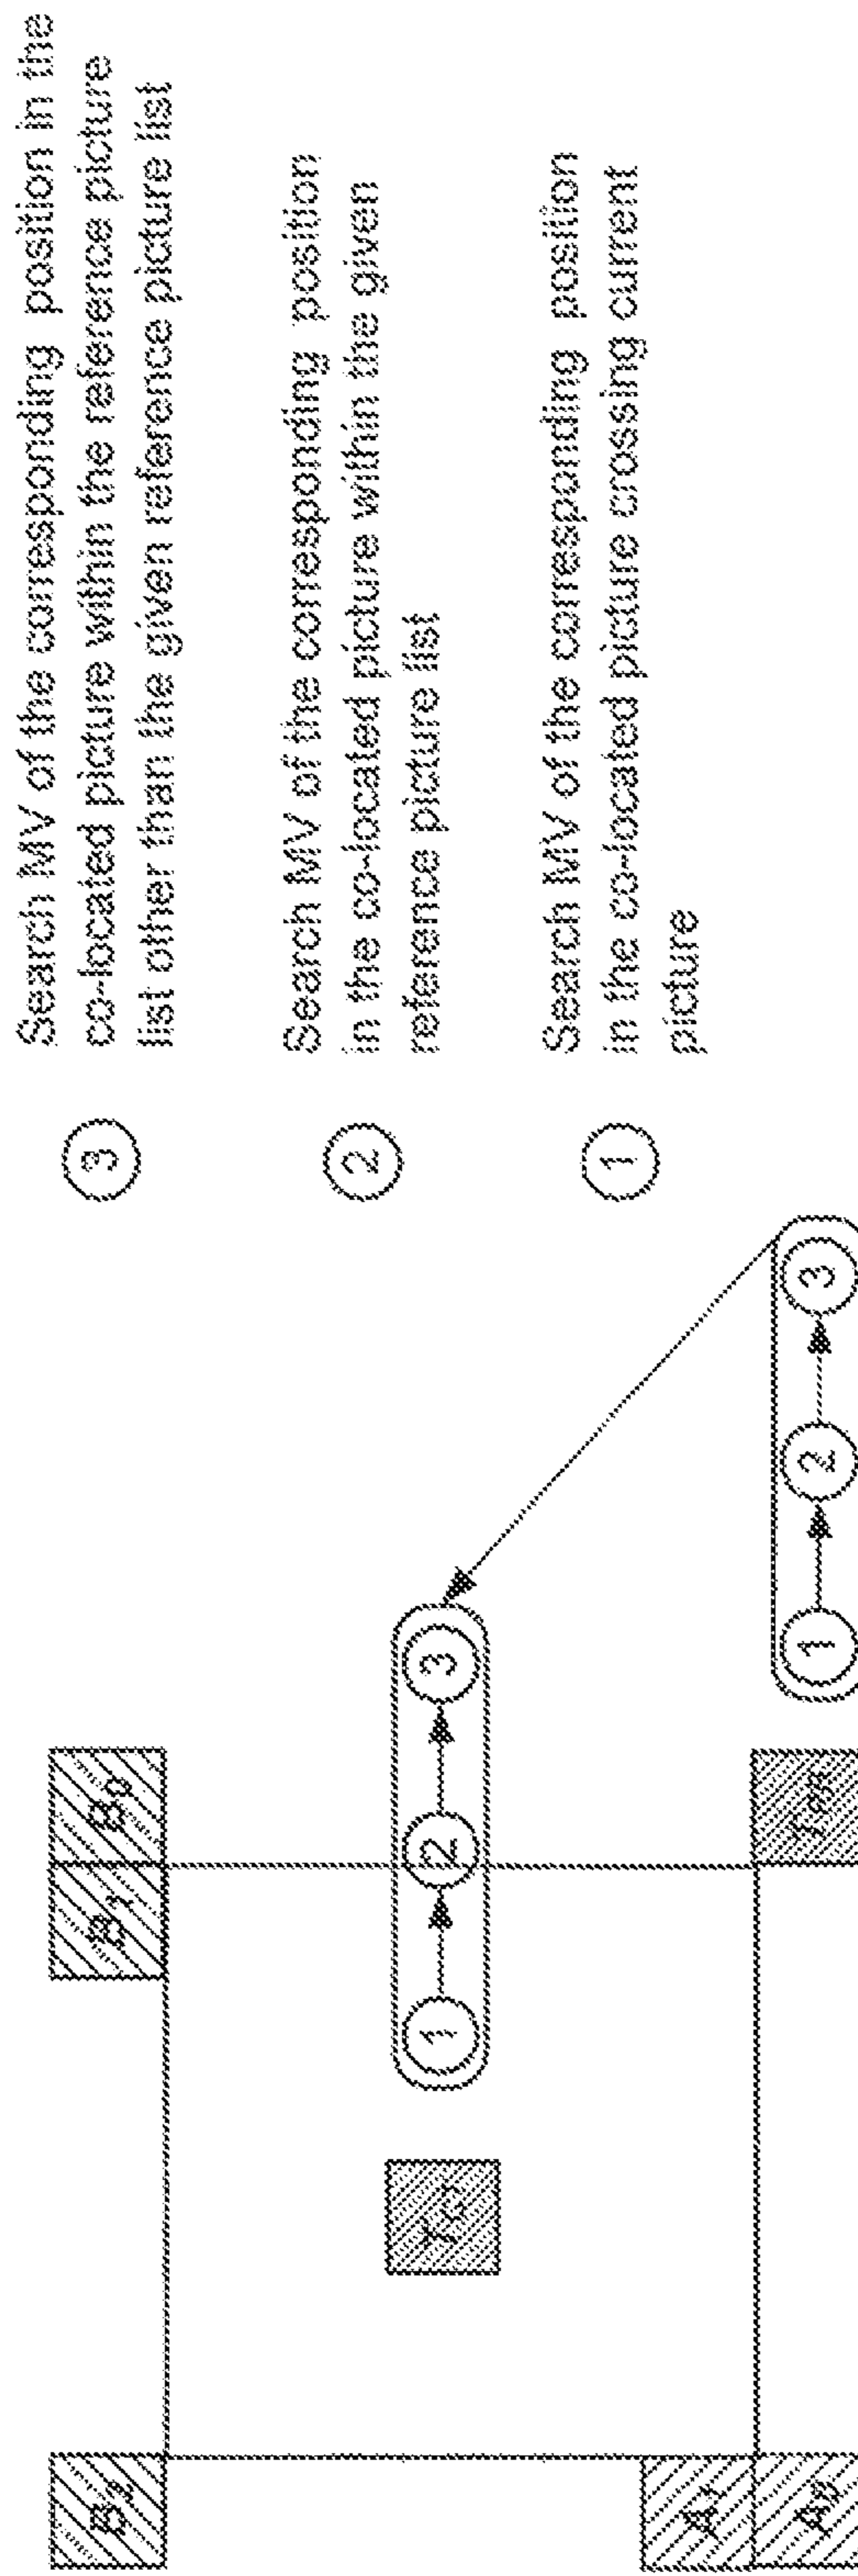 B2
B1
B0
1
2
3
A1
A0
1
2
3
3
Search MV of the corresponding position in the
co-located picture within the reference picture
list other than the given reference picture list
2
Search MV of the corresponding position
in the co-located picture within the given
reference picture list
1
Search MV of the corresponding position
in the co-located picture crossing current
picture